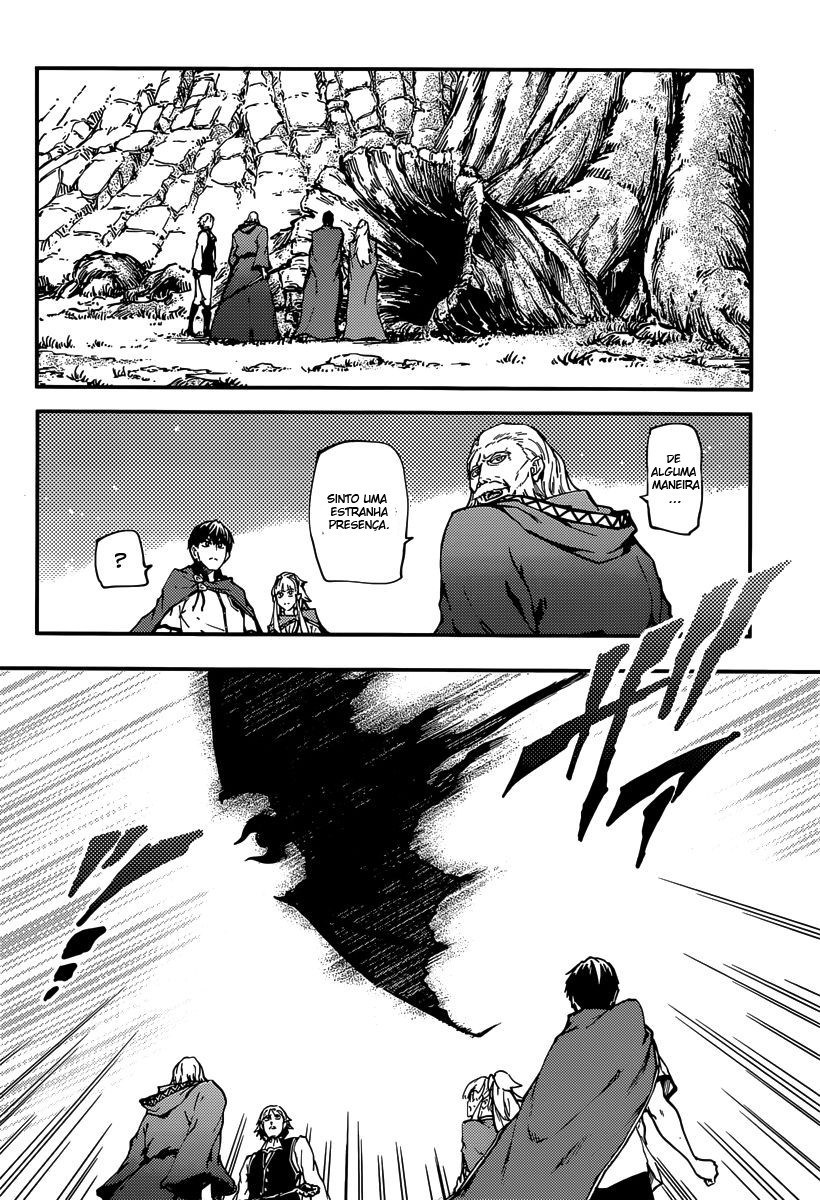 DE
ALGUMA
MANEIRA
...
SINTO UMA
ESTRANHA
PRESENÇA.
?